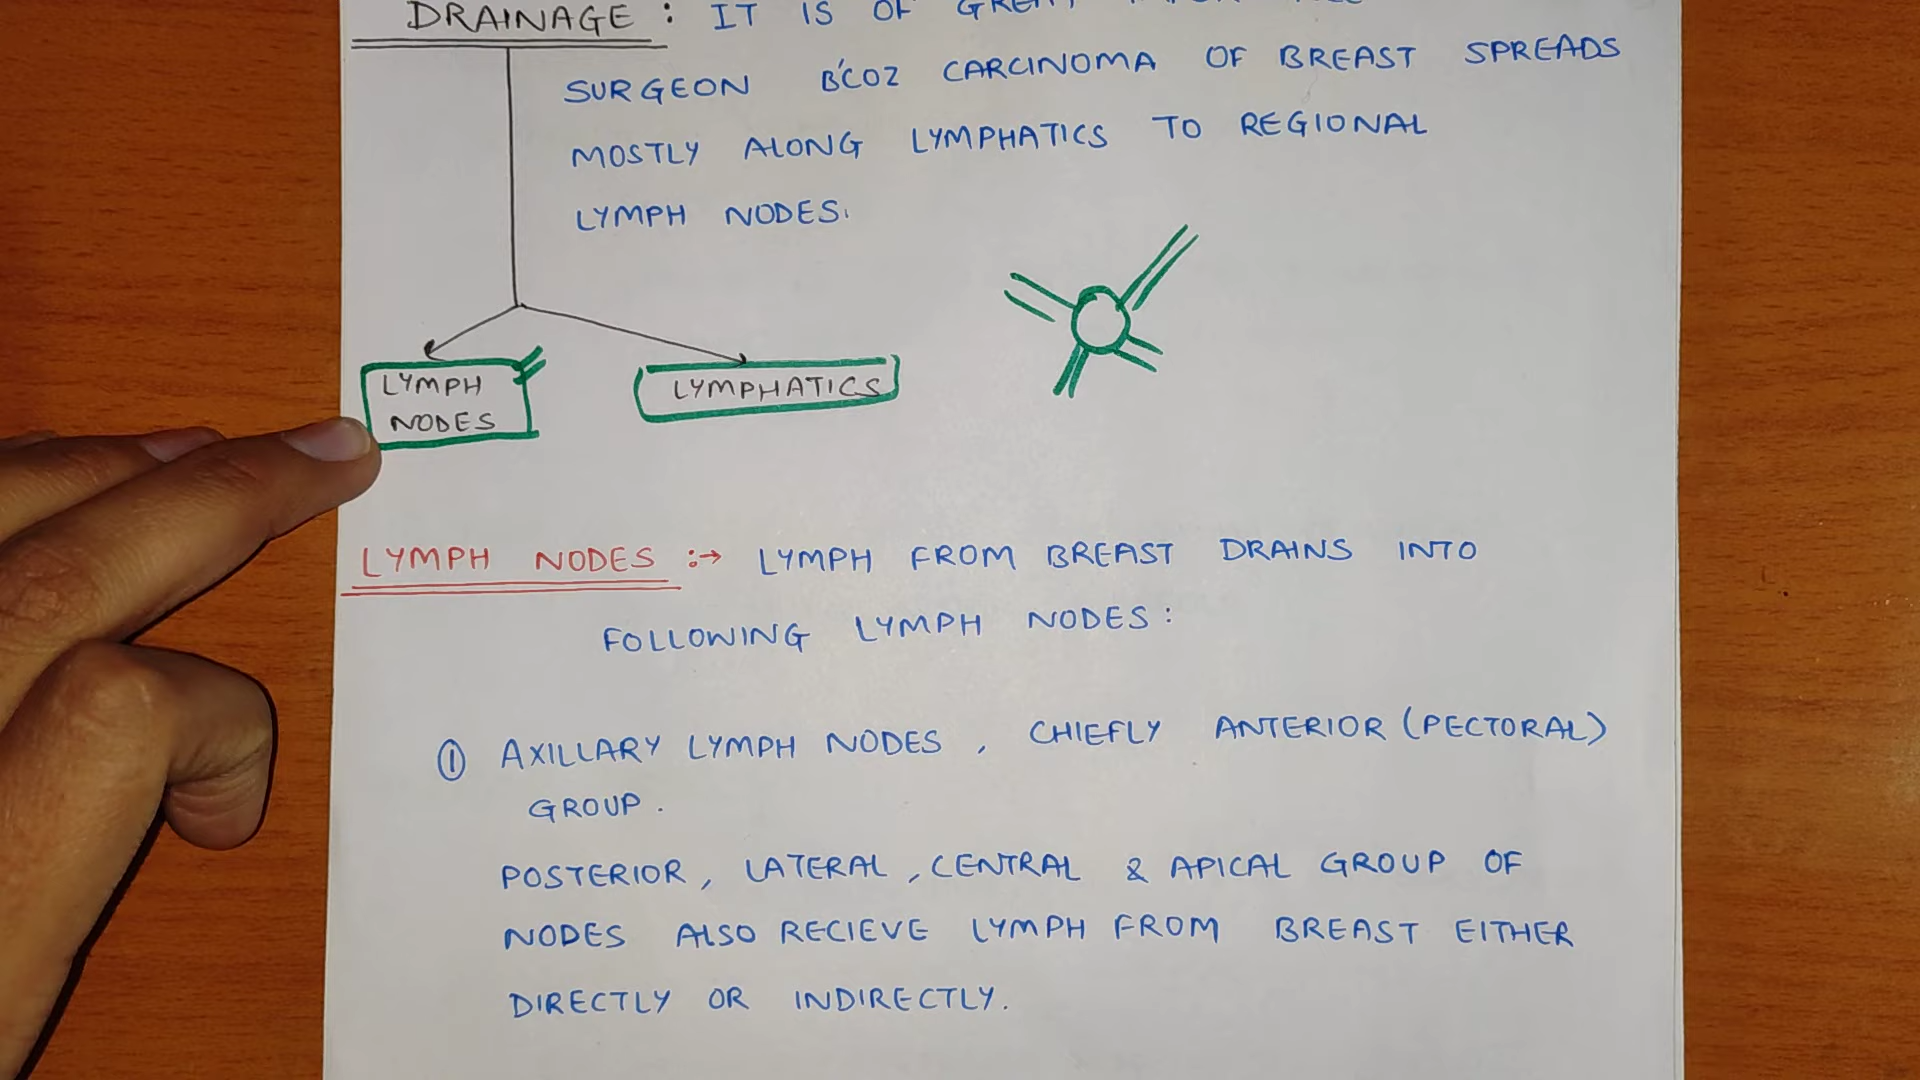 DRAINAGE : IT IS OF GREAT
SURGEON B'COZ CARCINOMA OF BREAST SPREADS
MOSTLY ALONG LYMPHATICS TO REGIONAL
LYMPH NODES.
LYMPH
NODES
LYMPHATICS
LYMPH NODES :→ LYMPH FROM BREAST DRAINS INTO
FOLLOWING LYMPH NODES :
① AXILLARY LYMPH NODES , CHIEFLY ANTERIOR (PECTORAL)
GROUP .
POSTERIOR , LATERAL , CENTRAL & APICAL GROUP OF
NODES ALSO RECIEVE LYMPH FROM BREAST EITHER
DIRECTLY OR INDIRECTLY.